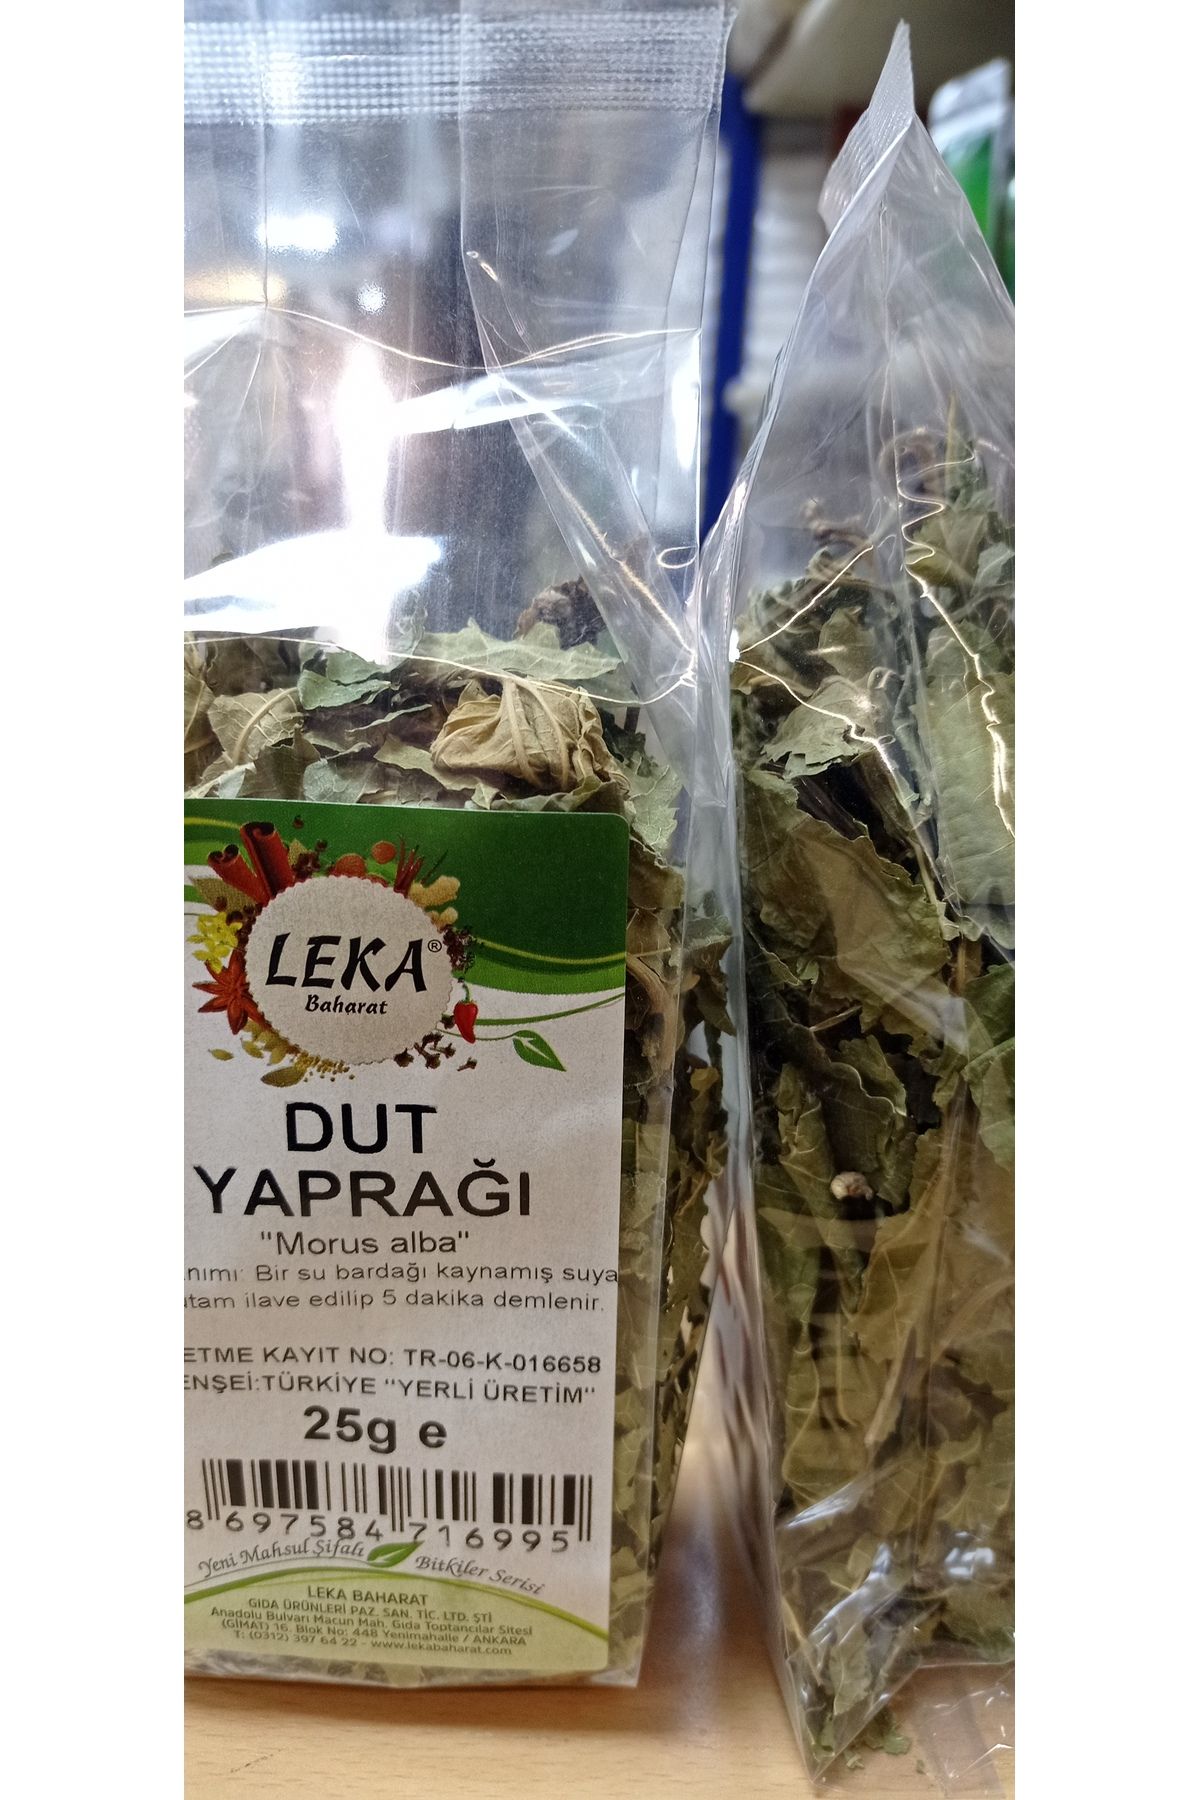 LEKA®
Baharat
DUT
YAPRAĞI
"Morus alba"
Bir su bardağı kaynamış suya
ilave edilip 5 dakika demlenir.
KAYIT NO: TR-06-K-016658
TÜRKİYE "YERLİ ÜRETİM"
25g e
8 697584 716995
Yeni Mahsul Şifalı Bitkiler Serisi
LEKA BAHARAT
GIDA ÜRÜNLERİ PAZ. SAN. TİC. LTD. ŞTİ
Anadolu Bulvarı Macun Mah. Gıda Toptancılar Sitesi
(GİMAT) 16. Blok No: 448 Yenimahalle / ANKARA
T: (0312) 397 64 22 - www.lekabaharat.com